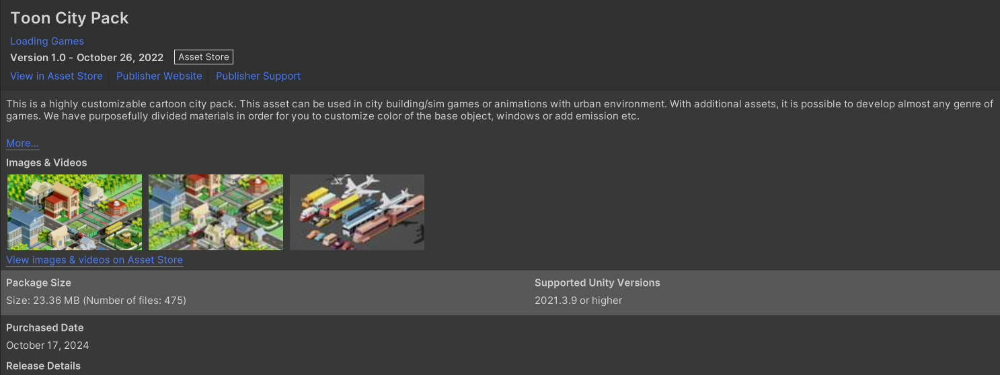 Toon City Pack
Loading Games
Version 1.0 - October 26, 2022 Asset Store
View in Asset Store Publisher Website Publisher Support
This is a highly customizable cartoon city pack. This asset can be used in city building/sim games or animations with urban environment. With additional assets, it is possible to develop almost any genre of
games. We have purposefully divided materials in order for you to customize color of the base object, windows or add emission etc.
More...
Images & Videos
View images & videos on Asset Store
Package Size Supported Unity Versions
Size: 23.36 MB (Number of files: 475) 2021.3.9 or higher
Purchased Date
October 17, 2024
Release Details